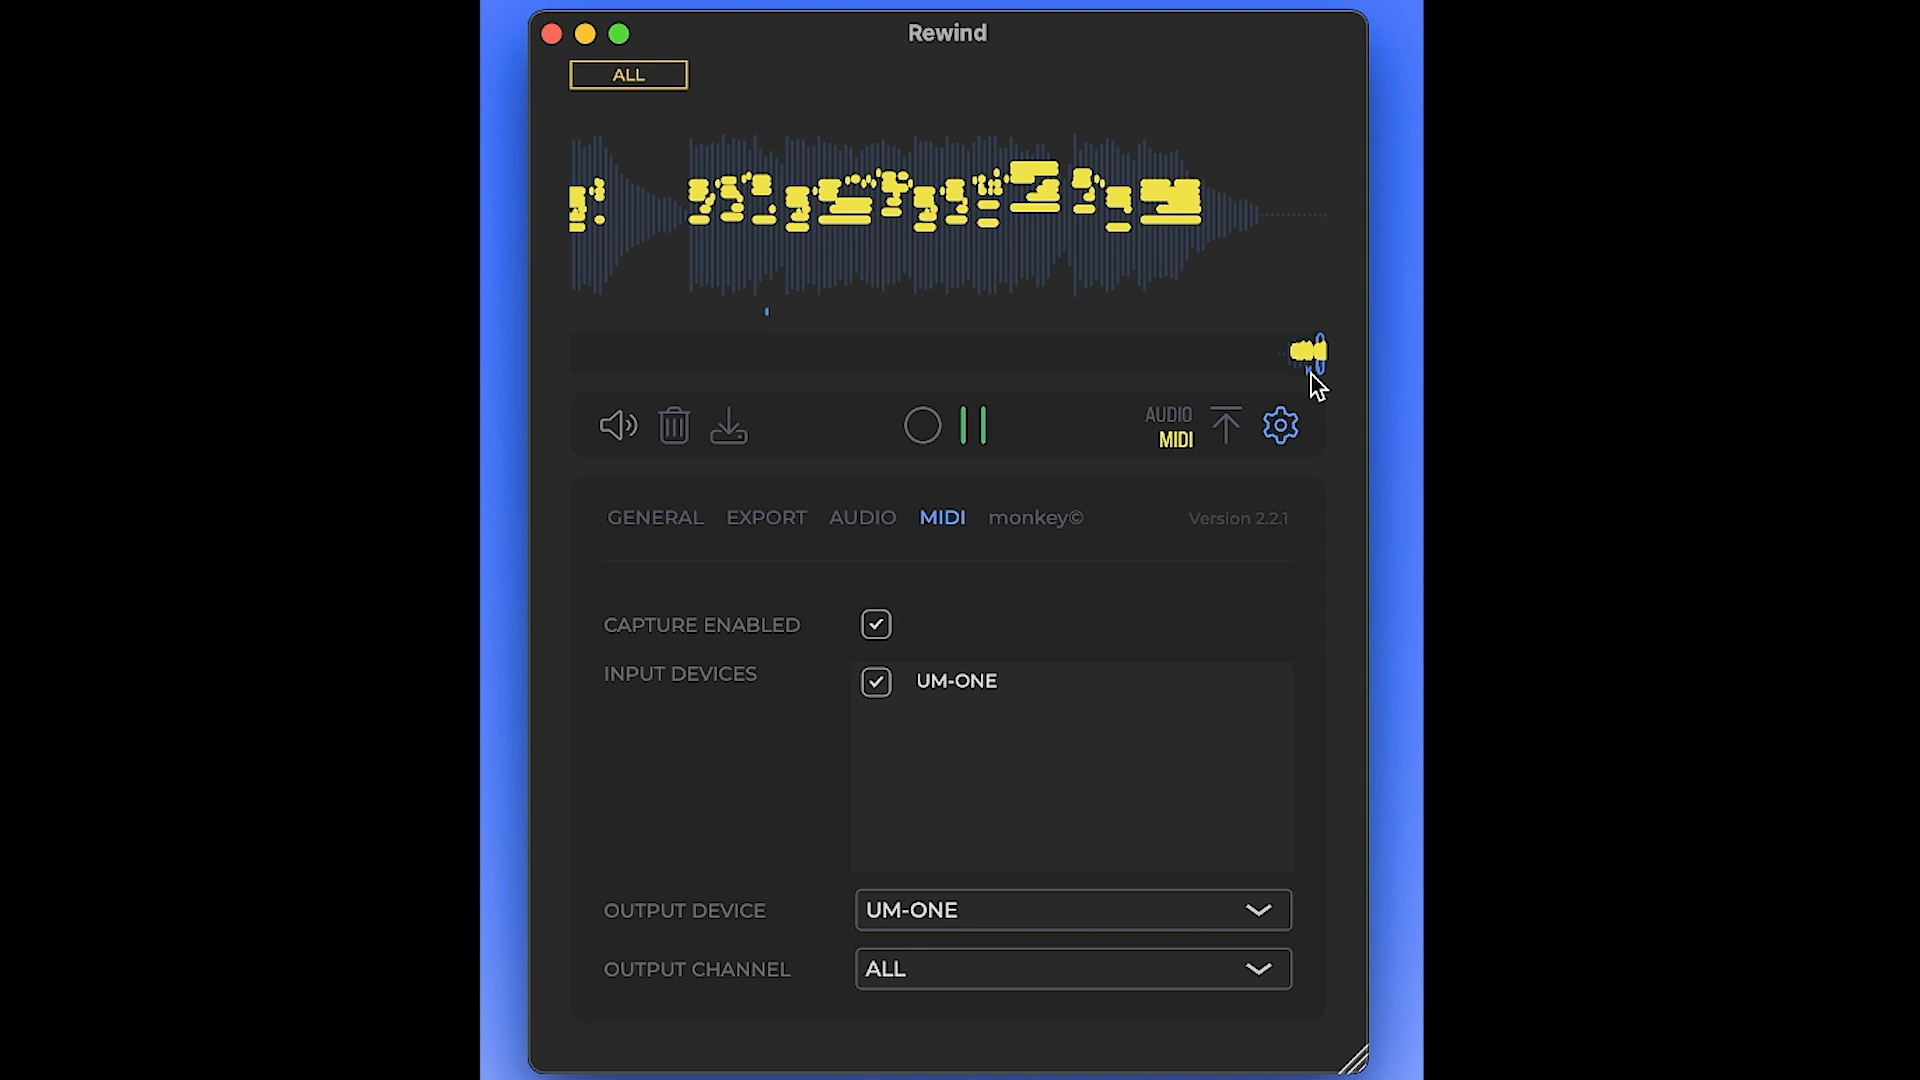 Rewind
ALL
AUDIO
MIDI
GENERAL EXPORT AUDIO MIDI monkey© Version 2.2.1
CAPTURE ENABLED
INPUT DEVICES UM-ONE
OUTPUT DEVICE UM-ONE
OUTPUT CHANNEL ALL